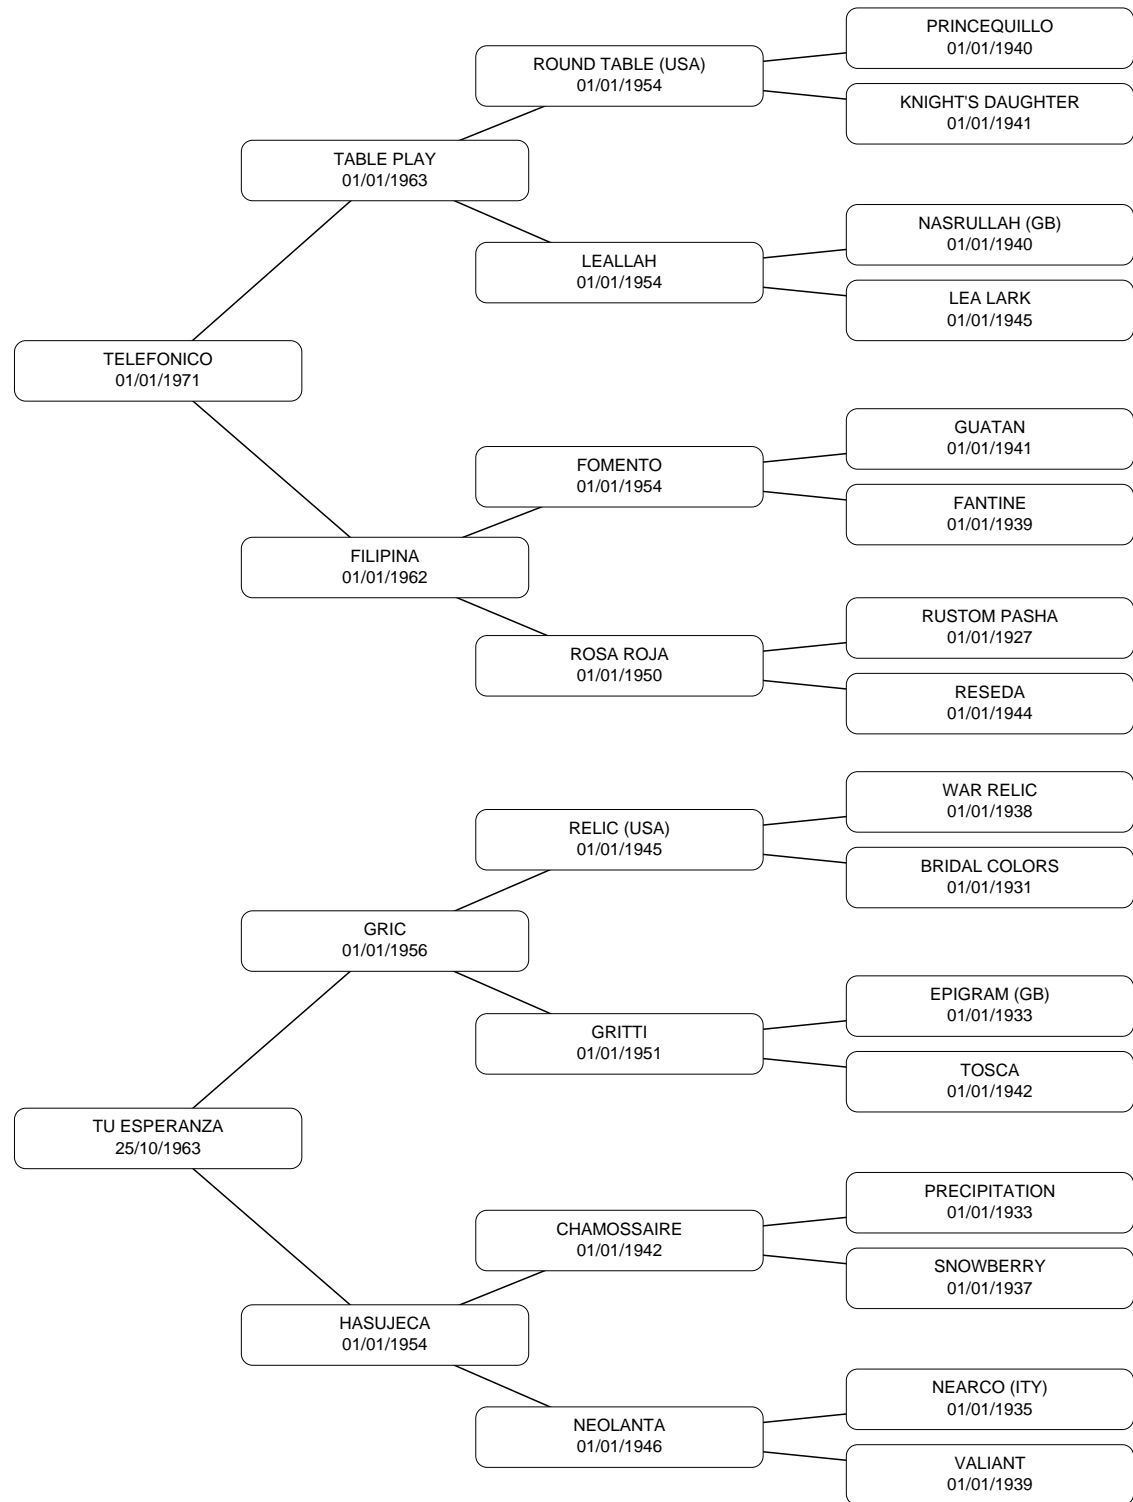 PRINCEQUILLO
01/01/1940
ROUND TABLE (USA)
01/01/1954
KNIGHT'S DAUGHTER
01/01/1941
TABLE PLAY
01/01/1963
NASRULLAH (GB)
01/01/1940
LEALLAH
01/01/1954
LEA LARK
01/01/1945
TELEFONICO
01/01/1971
GUATAN
01/01/1941
FOMENTO
01/01/1954
FANTINE
01/01/1939
FILIPINA
01/01/1962
RUSTOM PASHA
01/01/1927
ROSA ROJA
01/01/1950
RESEDA
01/01/1944
WAR RELIC
01/01/1938
RELIC (USA)
01/01/1945
BRIDAL COLORS
01/01/1931
GRIC
01/01/1956
EPIGRAM (GB)
01/01/1933
GRITTI
01/01/1951
TOSCA
01/01/1942
TU ESPERANZA
25/10/1963
PRECIPITATION
01/01/1933
CHAMOSSAIRE
01/01/1942
SNOWBERRY
01/01/1937
HASUJECA
01/01/1954
NEARCO (ITY)
01/01/1935
NEOLANTA
01/01/1946
VALIANT
01/01/1939